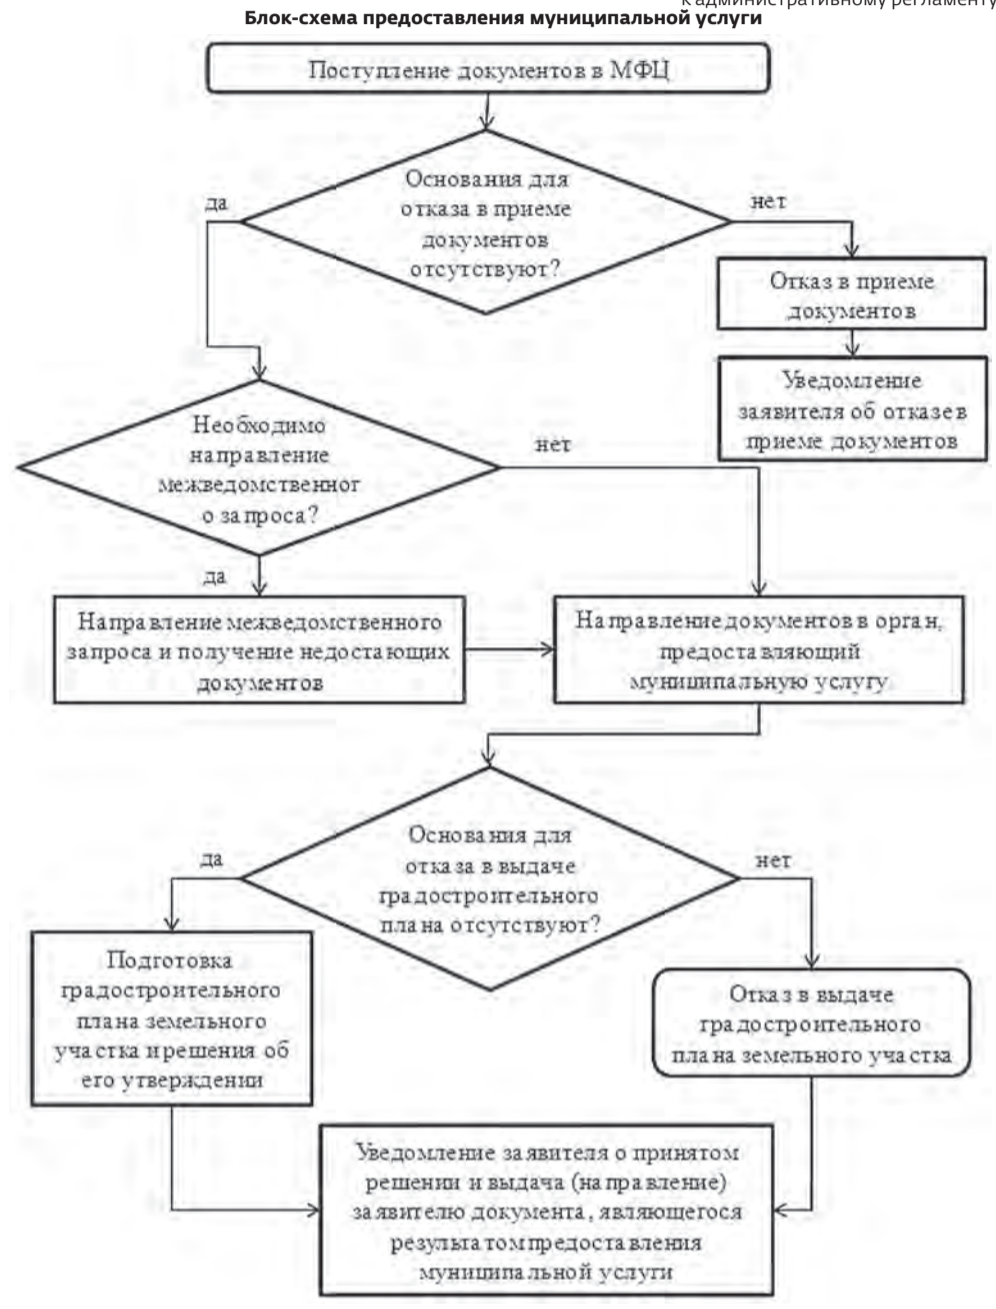 к административному регламенту
Блок-схема предоставления муниципальной услуги
Поступление документов в МФЦ
Основания для
отказа в приеме
документов
отсутствуют?
да
нет
Отказ в приеме
документов
Уведомление
заявителя об отказе в
приеме документов
Необходимо
направление
межведомственног
о запроса?
нет
да
Направление межведомственного
запроса и получение недостающих
документов
Направление документов в орган,
предоставляющий
муниципальную услугу
Основания для
отказа в выдаче
градостроительного
плана отсутствуют?
да
нет
Подготовка
градостроительного
плана земельного
участка и решения об
его утверждении
Отказ в выдаче
градостроительного
плана земельного участка
Уведомление заявителя о принятом
решении и выдача (направление)
заявителю документа, являющегося
результатом предоставления
муниципальной услуги